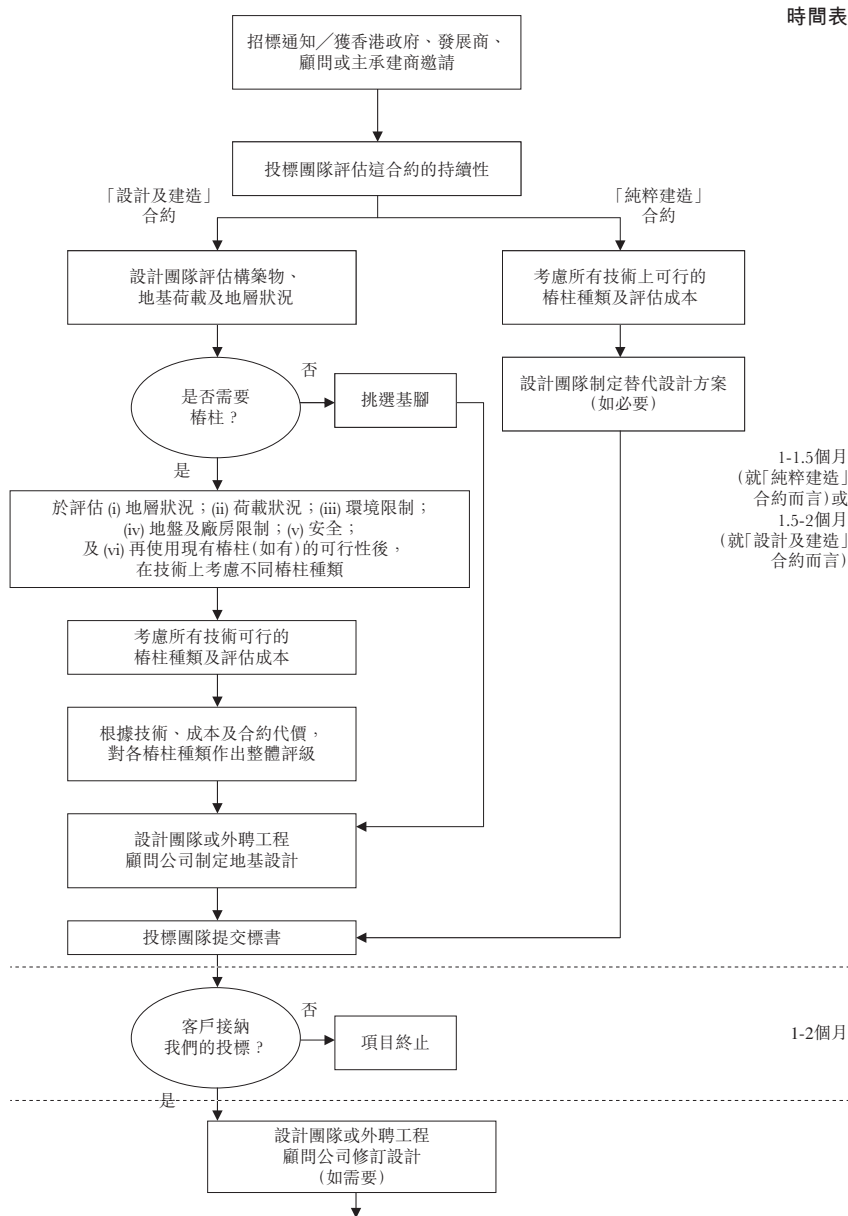 時間表
招標通知／獲香港政府、發展商、
顧問或主承建商邀請
投標團隊評估這合約的持續性
「設計及建造」
合約
「純粹建造」
合約
設計團隊評估構築物、
地基荷載及地層狀況
考慮所有技術上可行的
樁柱種類及評估成本
是否需要
樁柱？
否
挑選基腳
設計團隊制定替代設計方案
(如必要)
是
1-1.5個月
(就「純粹建造」
合約而言)或
1.5-2個月
(就「設計及建造」
合約而言)
於評估 (i) 地層狀況；(ii) 荷載狀況；(iii) 環境限制；
(iv) 地盤及廠房限制；(v) 安全；
及 (vi) 再使用現有樁柱(如有)的可行性後，
在技術上考慮不同樁柱種類
考慮所有技術可行的
樁柱種類及評估成本
根據技術、成本及合約代價，
對各樁柱種類作出整體評級
設計團隊或外聘工程
顧問公司制定地基設計
投標團隊提交標書
客戶接納
我們的投標？
否
項目終止
1-2個月
是
設計團隊或外聘工程
顧問公司修訂設計
(如需要)